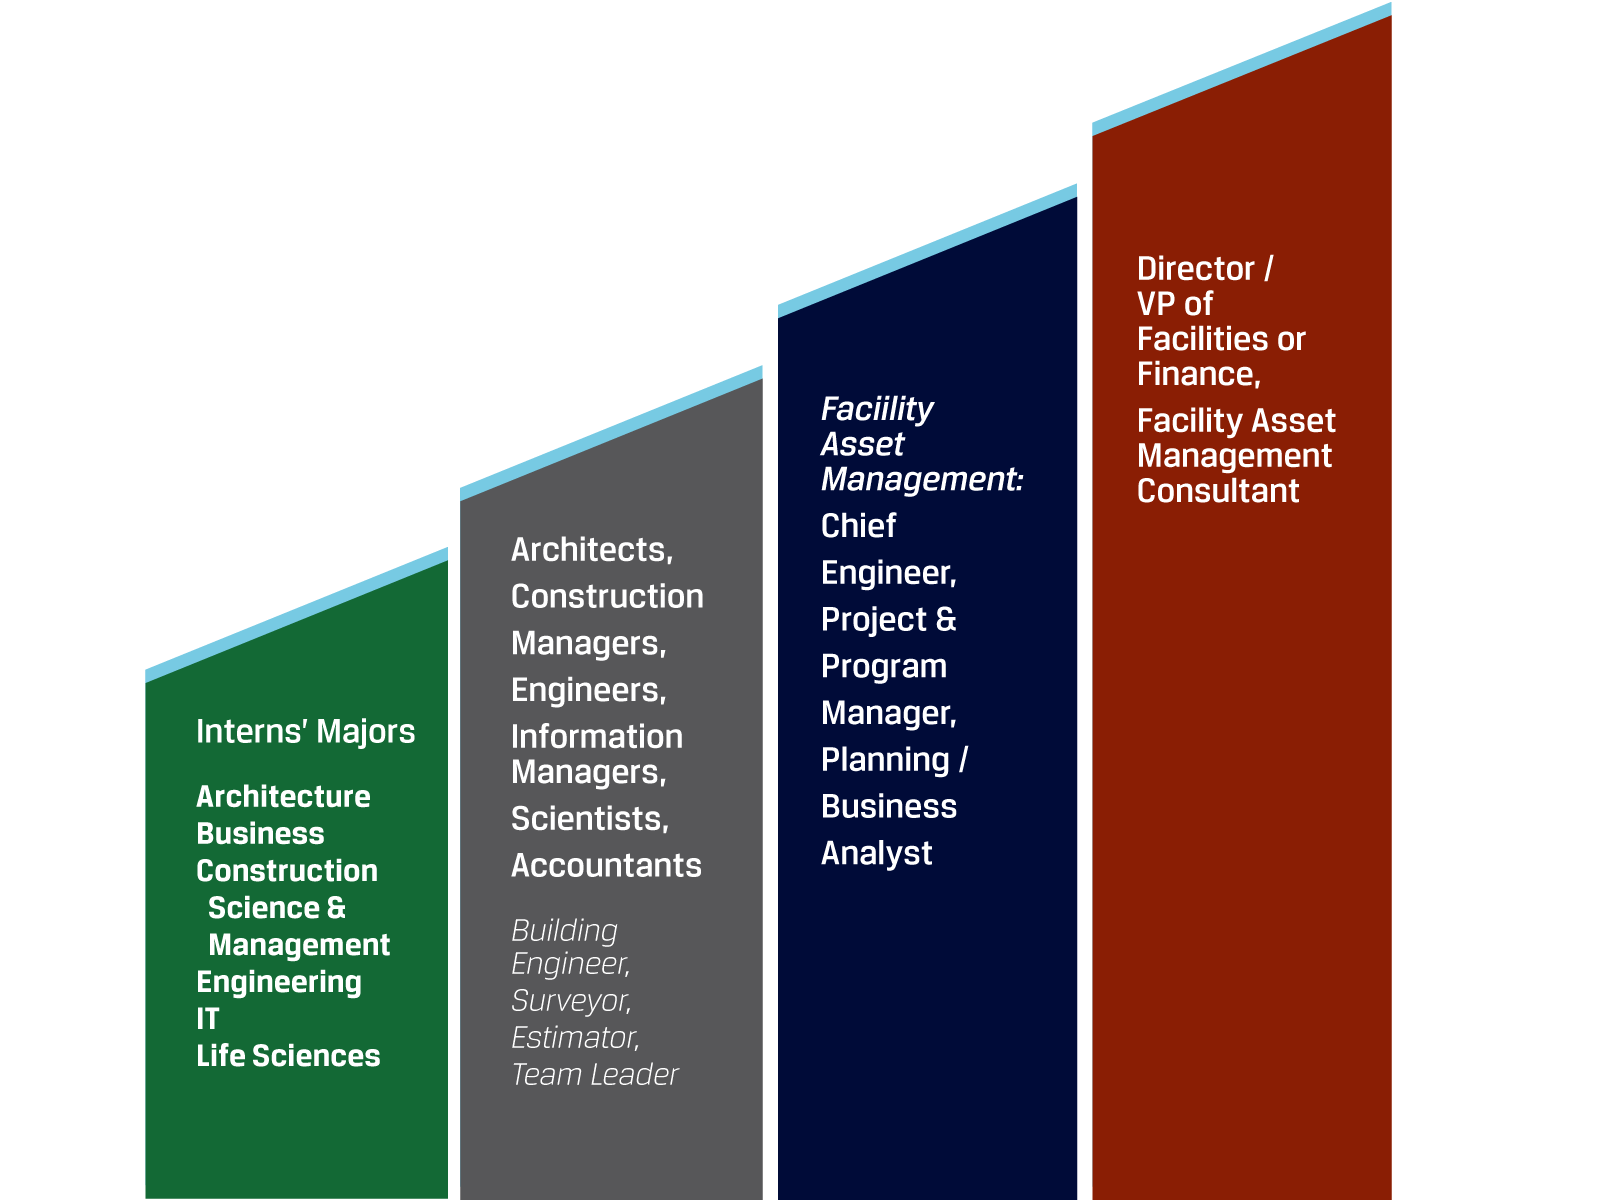 Interns’ Majors
Architecture
Business
Construction
Science &
Management
Engineering
IT
Life Sciences
Architects,
Construction
Managers,
Engineers,
Information
Managers,
Scientists,
Accountants
Building
Engineer,
Surveyor,
Estimator,
Team Leader
Faciility
Asset
Management:
Chief
Engineer,
Project &
Program
Manager,
Planning /
Business
Analyst
Director /
VP of
Facilities or
Finance,
Facility Asset
Management
Consultant